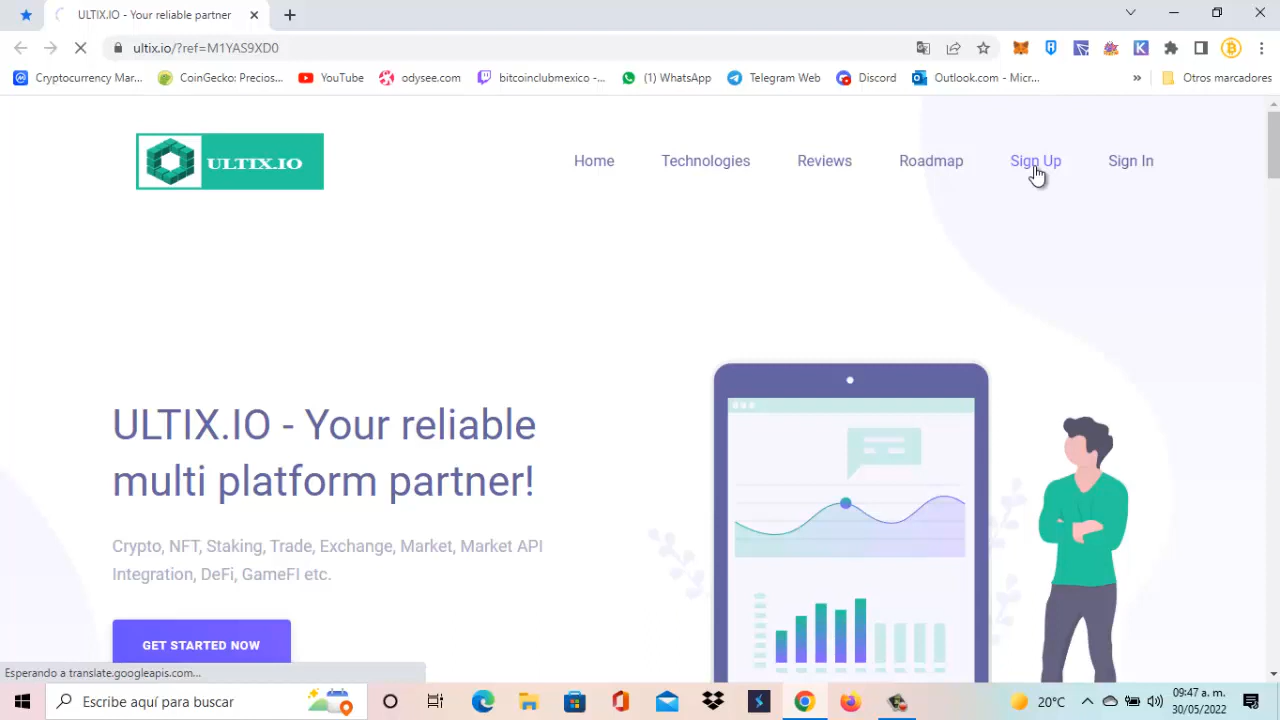 ULTIX.IO - Your reliable partner
ultix.io/?ref=M1YAS9XD0
Cryptocurrency Mar...
CoinGecko: Precios...
YouTube
odysee.com
bitcoinclubmexico -...
(1) WhatsApp
Telegram Web
Discord
Outlook.com - Micr...
»
Otros marcadores
ULTIX.IO
Home
Technologies
Reviews
Roadmap
Sign Up
Sign In
ULTIX.IO - Your reliable
multi platform partner!
Crypto, NFT, Staking, Trade, Exchange, Market, Market API
Integration, DeFi, GameFI etc.
GET STARTED NOW
Esperando a translate.googleapis.com...
Escribe aquí para buscar
20°C
09:47 a. m.
30/05/2022